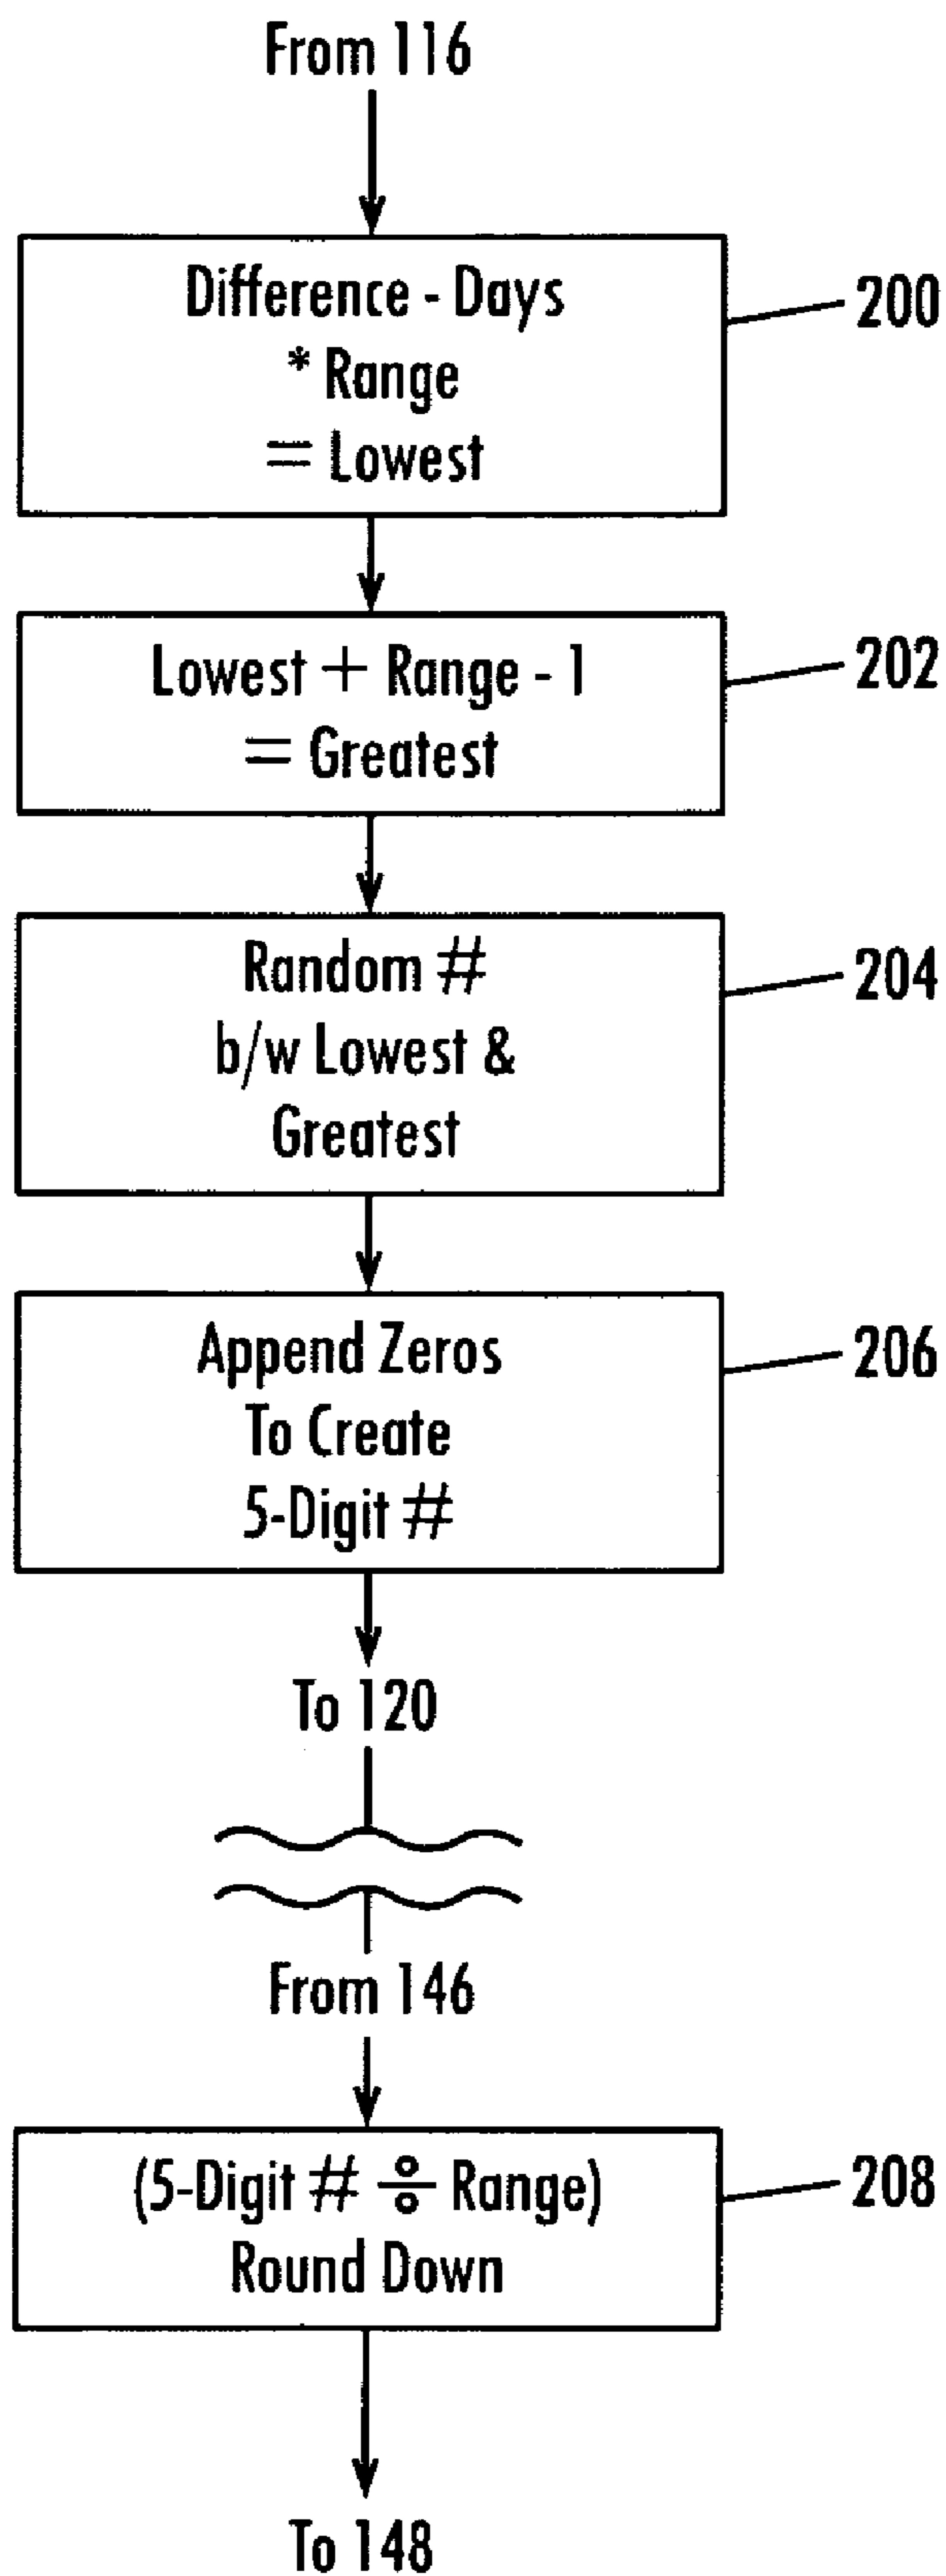 From 116
Difference - Days
* Range
= Lowest
200
Lowest + Range - 1
= Greatest
202
Random #
b/w Lowest &
Greatest
204
Append Zeros
To Create
5-Digit #
206
To 120
From 146
(5-Digit # ÷ Range)
Round Down
208
To 148